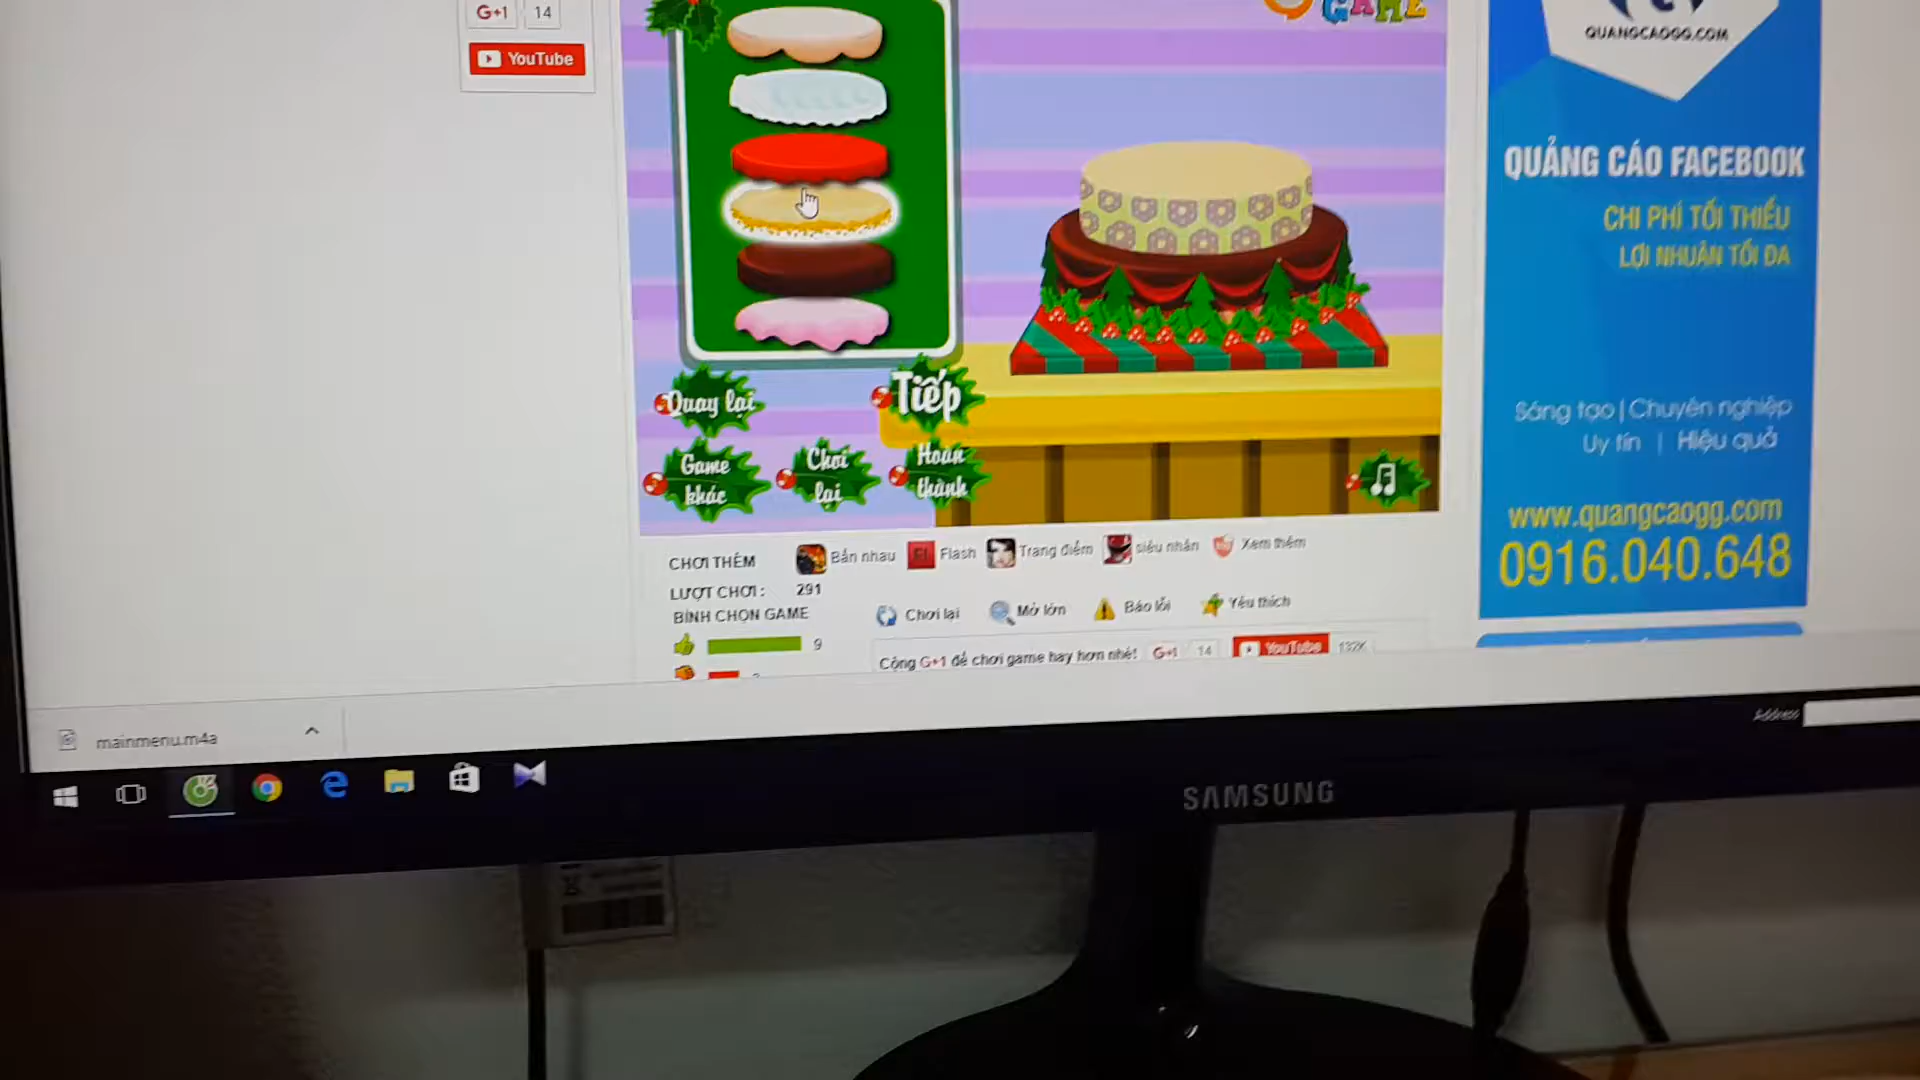 G+1 14
YouTube
GAME
QUANGCAOGG.COM
QUẢNG CÁO FACEBOOK
CHI PHÍ TỐI THIỂU
LỢI NHUẬN TỐI ĐA
Sáng tạo | Chuyên nghiệp
Uy tín | Hiệu quả
www.quangcaogg.com
0916.040.648
Quay lại
Tiếp
Game khác
Chơi lại
Hoàn thành
CHƠI THÊM
Bắn nhau
Flash
Trang điểm
siêu nhân
Xem thêm
LƯỢT CHƠI : 291
BÌNH CHỌN GAME
Chơi lại
Mở lớn
Báo lỗi
Yêu thích
9
Cộng G+1 để chơi game hay hơn nhé! G+1 14 YouTube 132K
mainmenu.m4a
Address
SAMSUNG